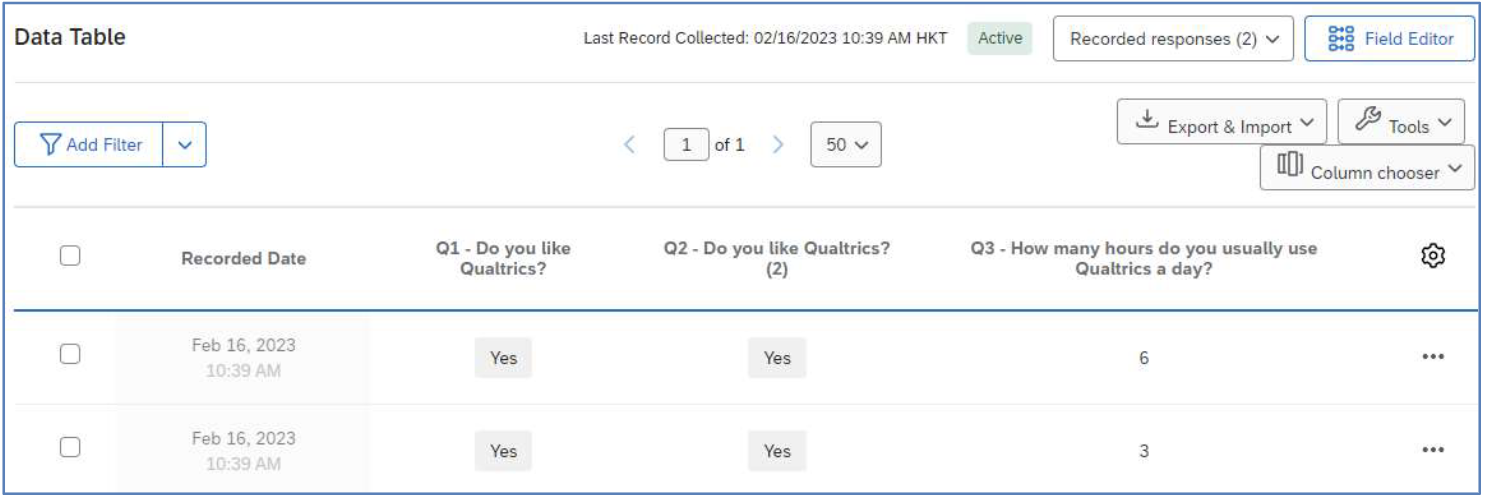 Data Table
Last Record Collected: 02/16/2023 10:39 AM HKT
Active
Recorded responses (2)
Field Editor
Add Filter
1 of 1
50
Export & Import
Tools
Column chooser
Recorded Date
Q1 - Do you like
Qualtrics?
Q2 - Do you like Qualtrics?
(2)
Q3 - How many hours do you usually use
Qualtrics a day?
Feb 16, 2023
10:39 AM
Yes
Yes
6
Feb 16, 2023
10:39 AM
Yes
Yes
3